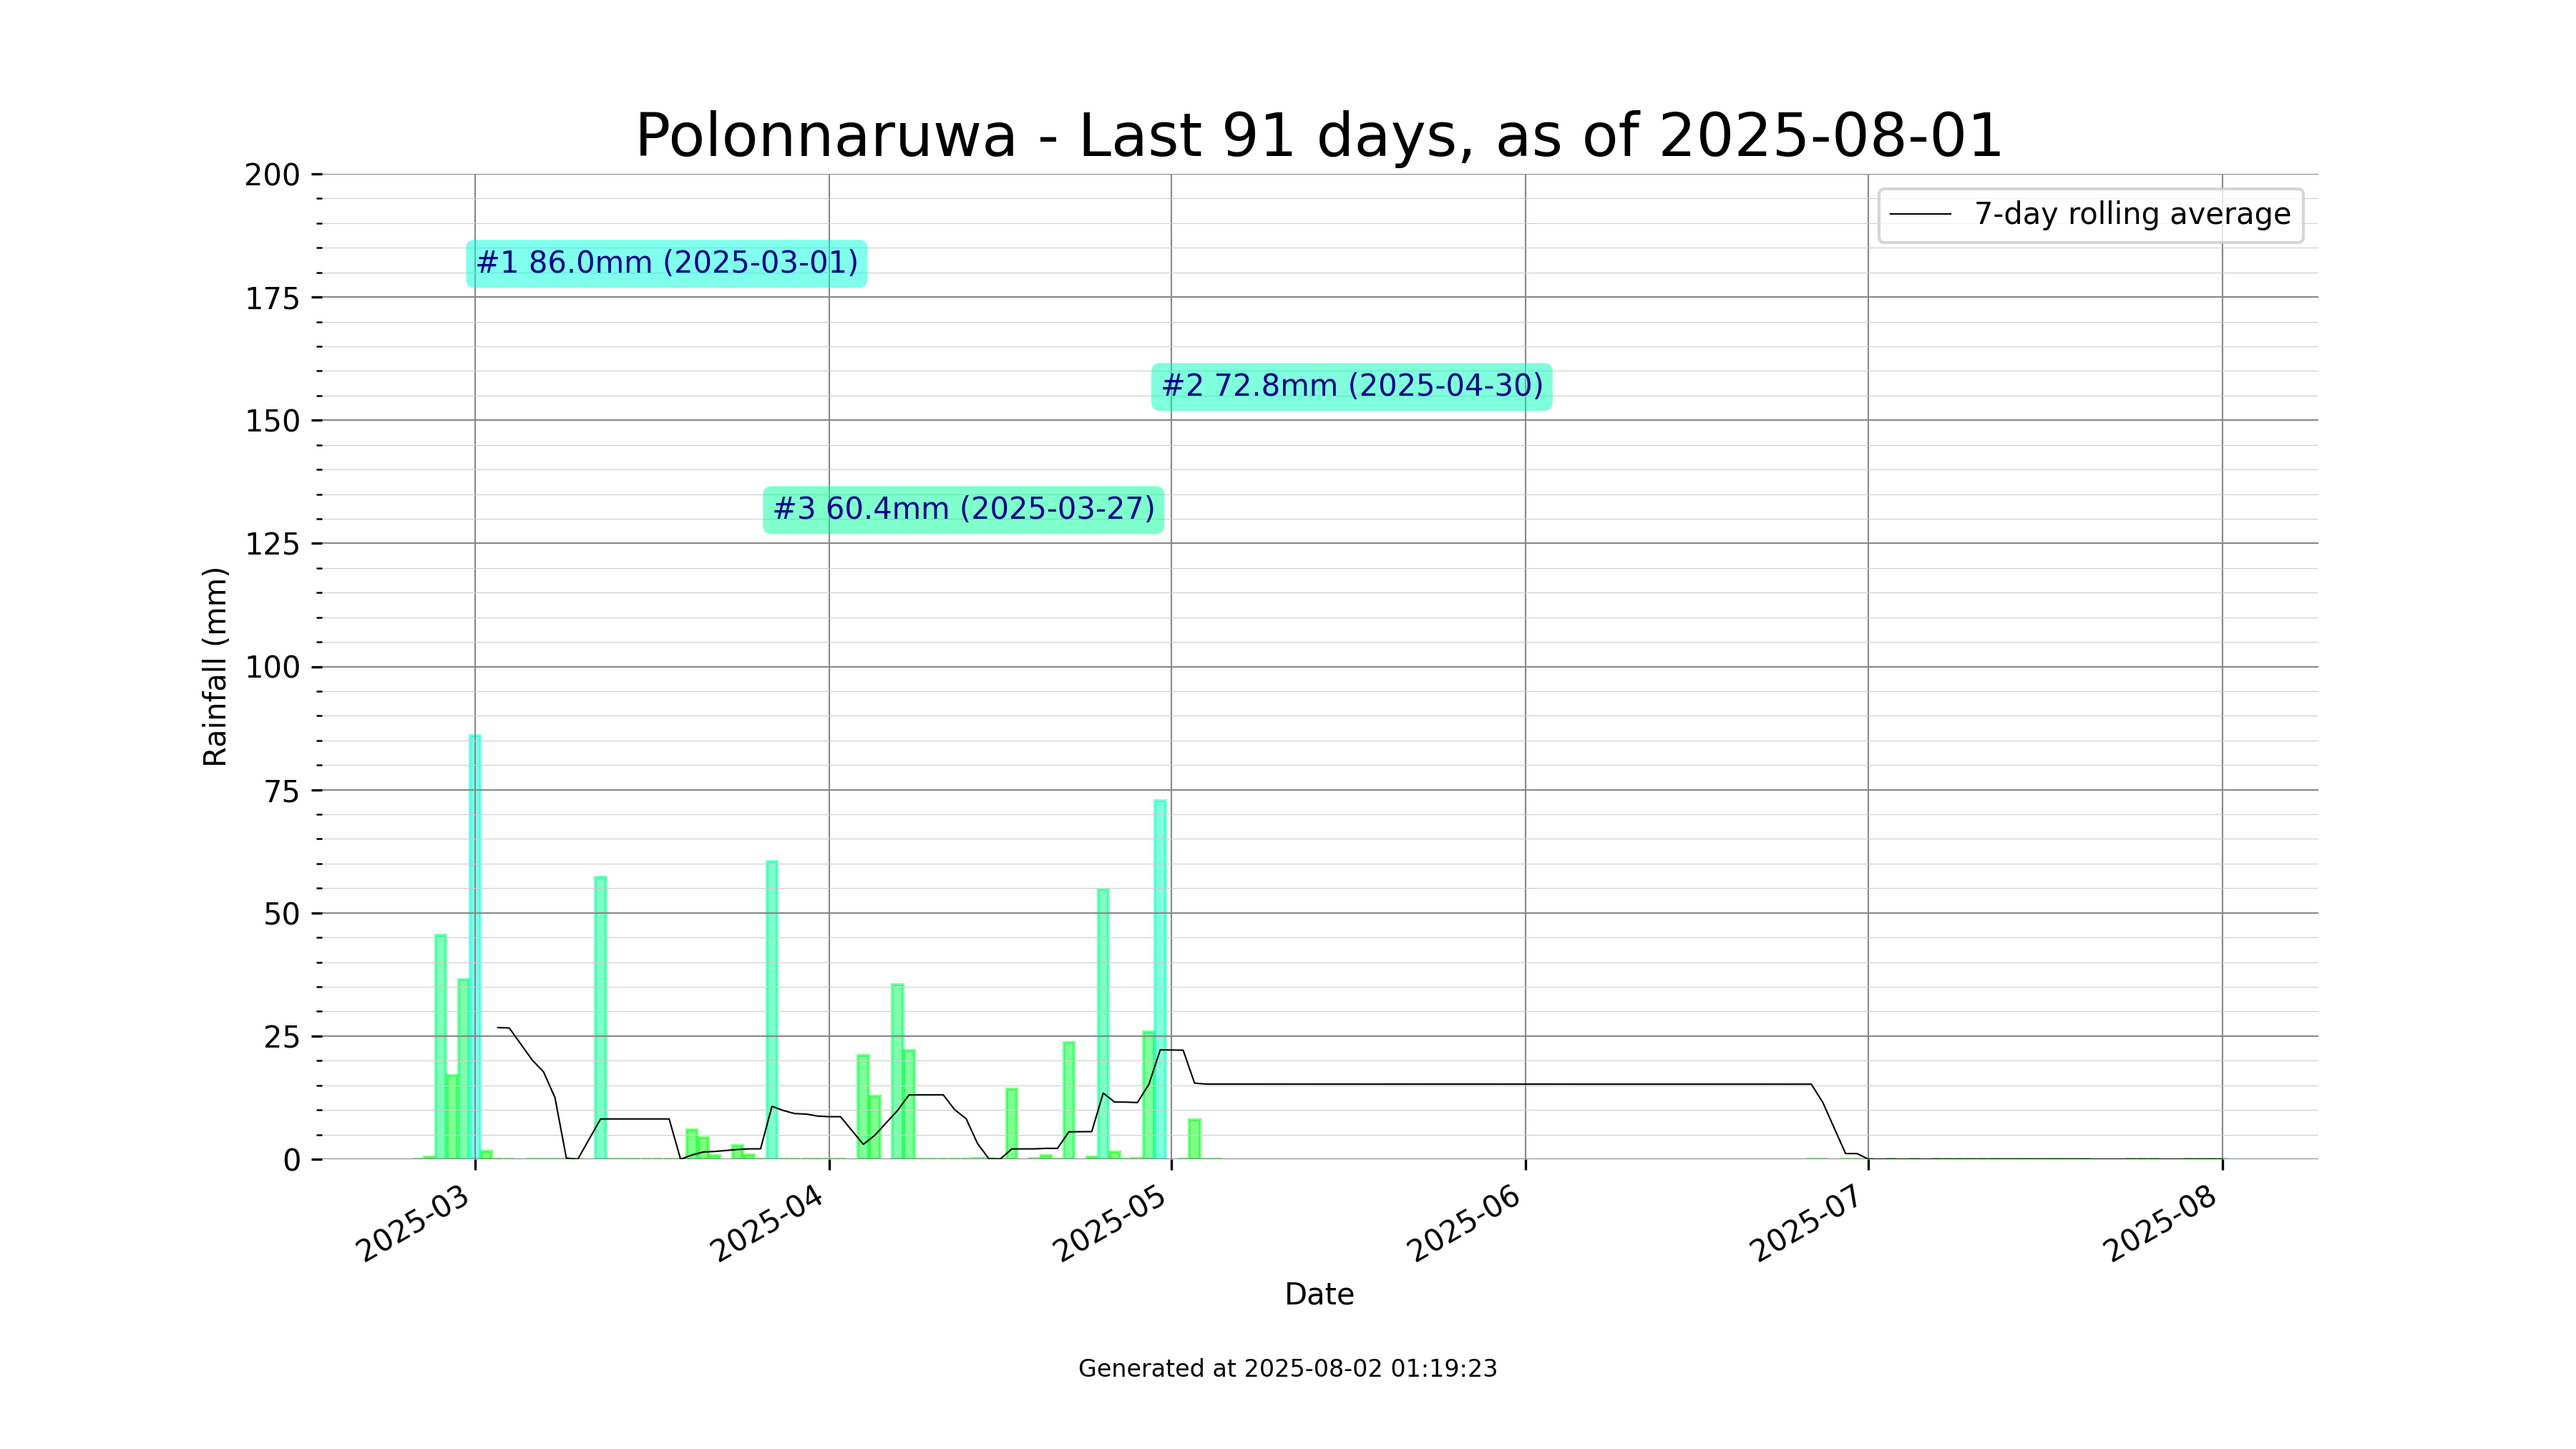 Polonnaruwa - Last 91 days, as of 2025-08-01
7-day rolling average
#1 86.0mm (2025-03-01)
#2 72.8mm (2025-04-30)
#3 60.4mm (2025-03-27)
Rainfall (mm)
200
175
150
125
100
75
50
25
0
2025-03
2025-04
2025-05
2025-06
2025-07
2025-08
Date
Generated at 2025-08-02 01:19:23